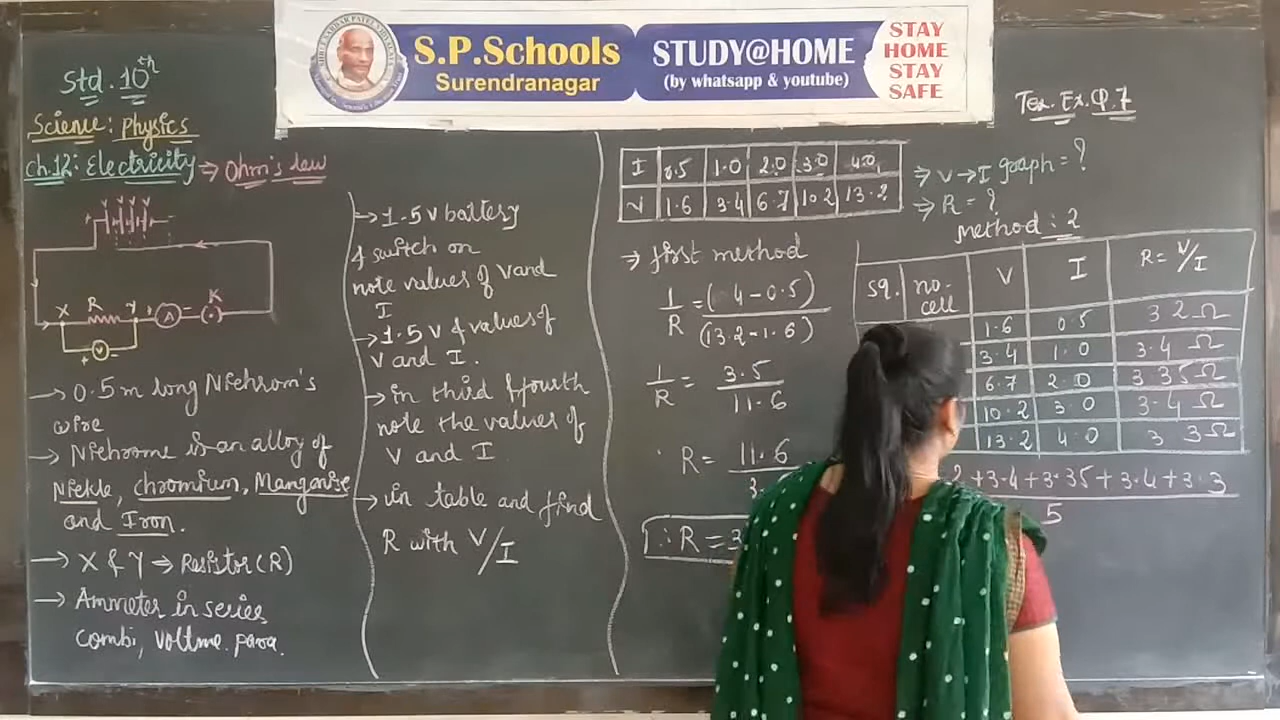 S.P.Schools
Surendranagar
STUDY@HOME
(by whatsapp & youtube)
STAY
HOME
STAY
SAFE
Std. 10th
Science: Physics
Ch.12: Electricity → Ohm's law
X R Y A K
+ V -
→ 0.5 m long Nichrom's
wire
→ Nichrome is an alloy of
Nickle, chromium, Manganise
and Iron.
→ X & Y ⇒ Resistor (R)
→ Ammeter in series
combi, voltme. para.
→ 1.5 V battery
& switch on
note values of V and
I
→ 1.5 V & values of
V and I.
→ in third & fourth
note the values of
V and I
→ in table and find
R with V/I
Tex. Ex. Q.7
I 0.5 1.0 2.0 3.0 4.0
V 1.6 3.4 6.7 10.2 13.2
⇒ V → I graph = ?
⇒ R = ?
⇒ first method
1/R = (4-0.5)/(13.2-1.6)
1/R = 3.5/11.6
R = 11.6
3.
∴ R = 3
Method: 2
sq. no. cell V I R = V/I
1.6 0.5 3 2 Ω
3.4 1.0 3.4 Ω
6.7 2.0 3.35 Ω
10.2 3.0 3.4 Ω
13.2 4.0 3 3 Ω
2 + 3.4 + 3.35 + 3.4 + 3.3
5